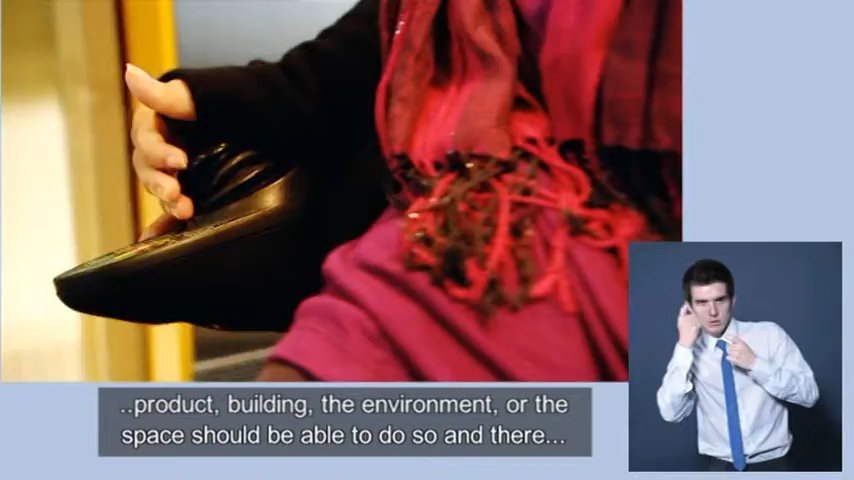 ..product, building, the environment, or the
space should be able to do so and there...